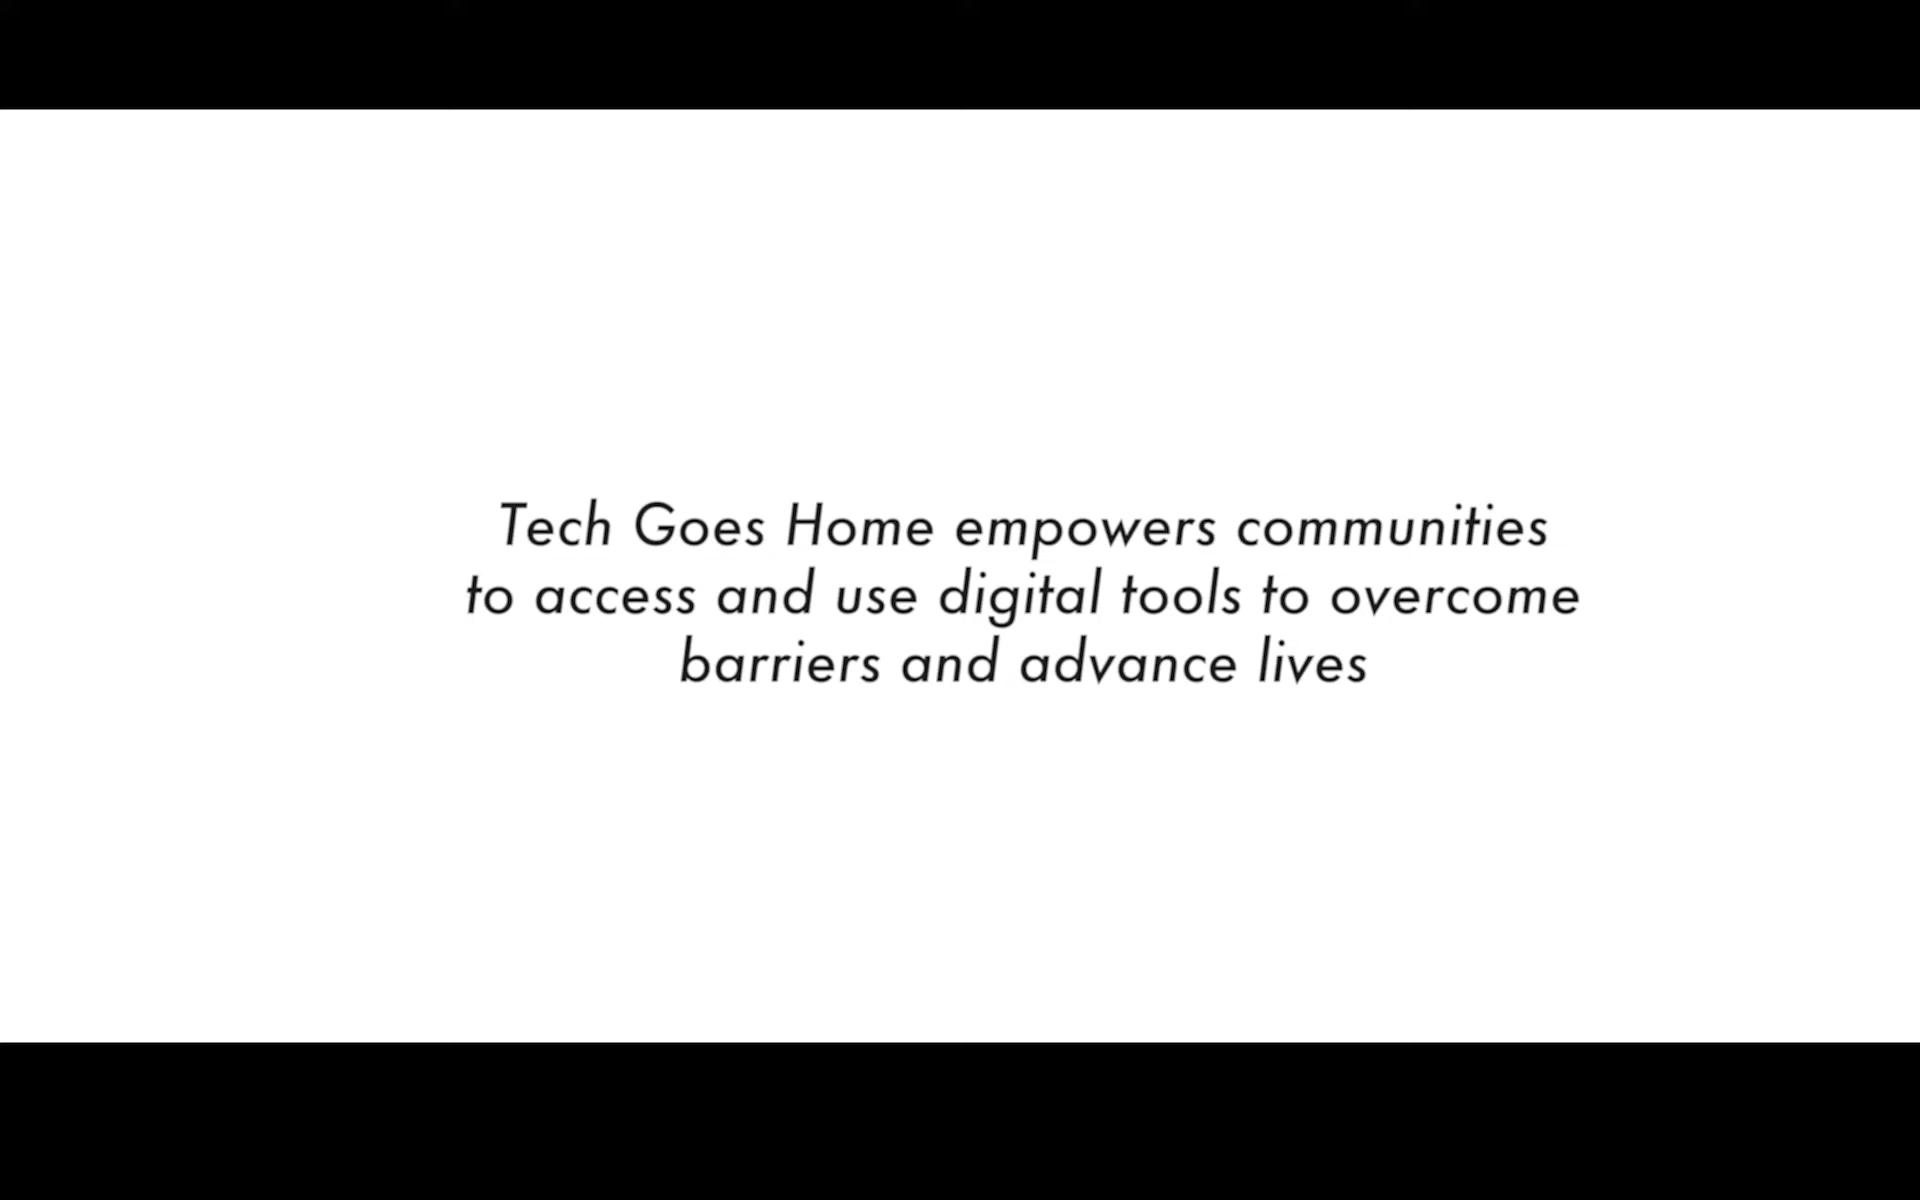 Tech Goes Home empowers communities
to access and use digital tools to overcome
barriers and advance lives